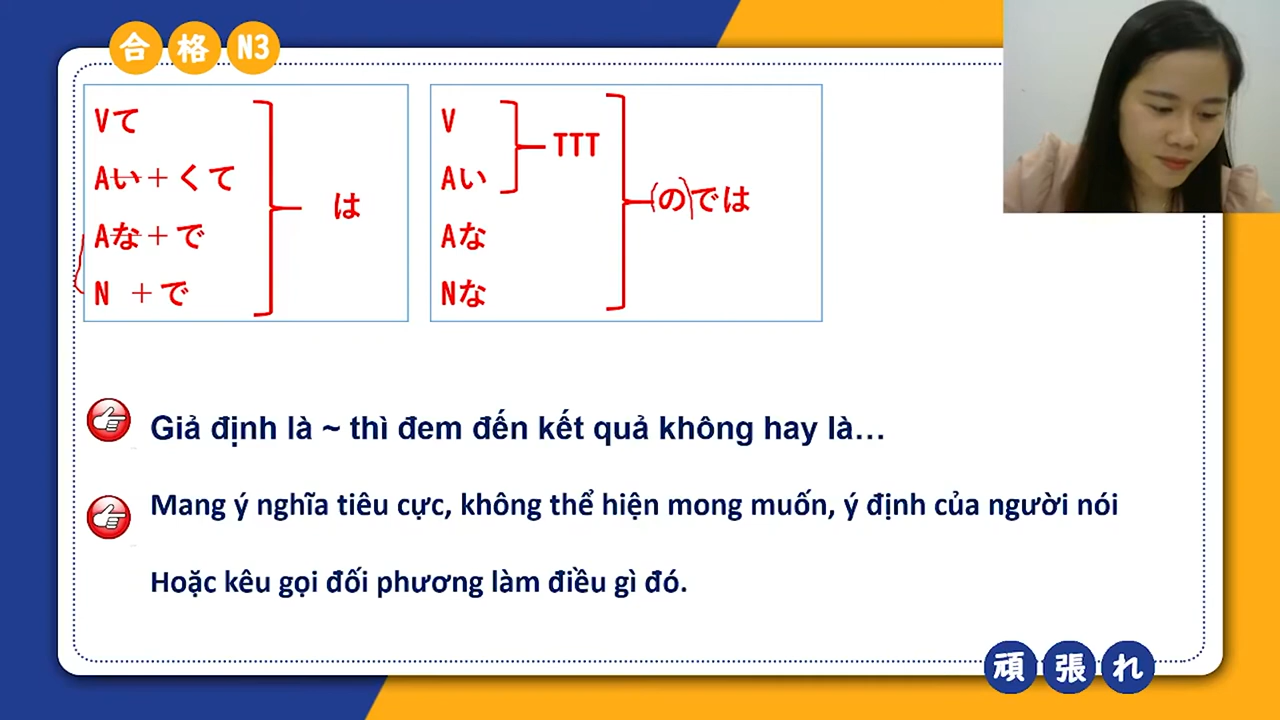 合格N3
Vて
Aい+くて
Aな+で
N +で
は
V
Aい
TTT
Aな
Nな
(の)では
Giả định là ~ thì đem đến kết quả không hay là…
Mang ý nghĩa tiêu cực, không thể hiện mong muốn, ý định của người nói
Hoặc kêu gọi đối phương làm điều gì đó.
頑張れ